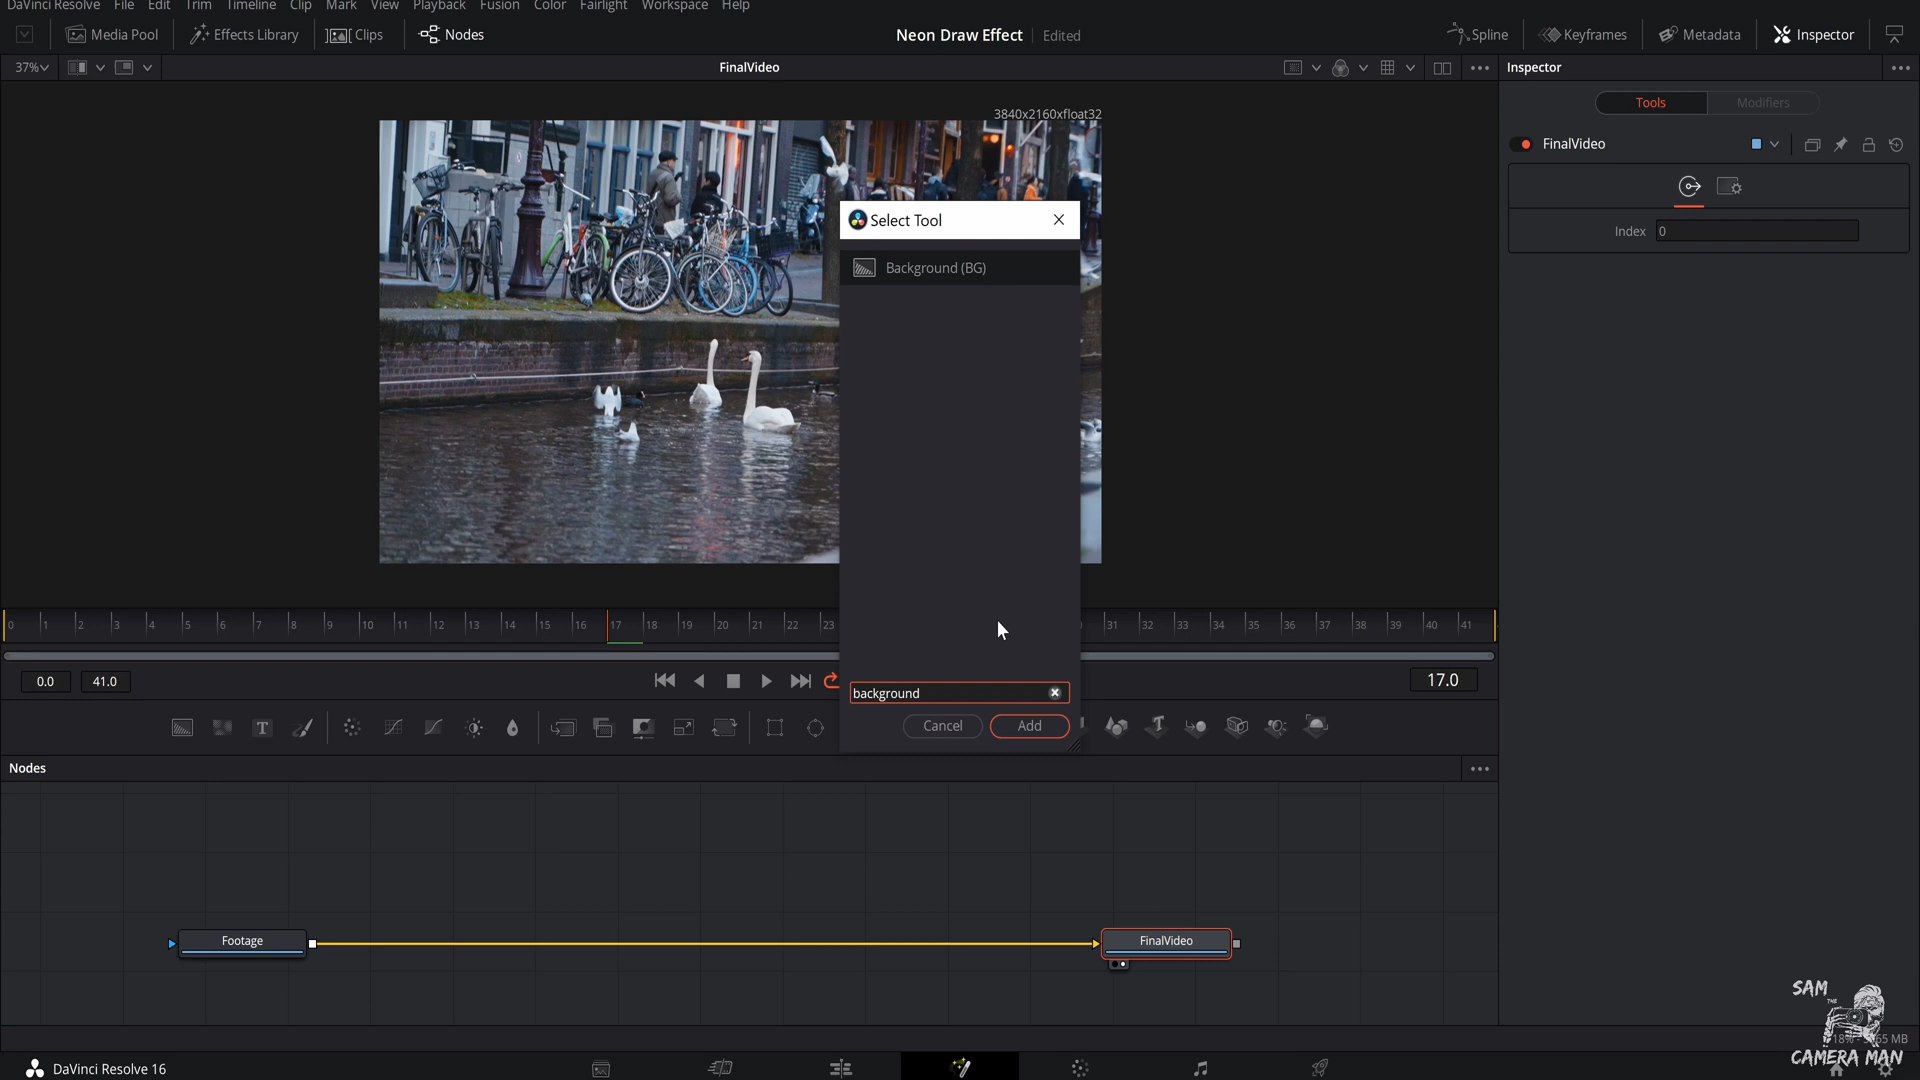 DaVinci Resolve File Edit Trim Timeline Clip Mark View Playback Fusion Color Fairlight Workspace Help
Media Pool Effects Library Clips Nodes Neon Draw Effect Edited Spline Keyframes Metadata Inspector
37% FinalVideo Inspector
Tools Modifiers
3840x2160xfloat32
FinalVideo
Index 0
Select Tool
Background (BG)
0 1 2 3 4 5 6 7 8 9 10 11 12 13 14 15 16 17 18 19 20 21 22 23 31 32 33 34 35 36 37 38 39 40 41
0.0 41.0 17.0
background
Cancel Add
Nodes
Footage FinalVideo
SAM THE CAMERA MAN
DaVinci Resolve 16